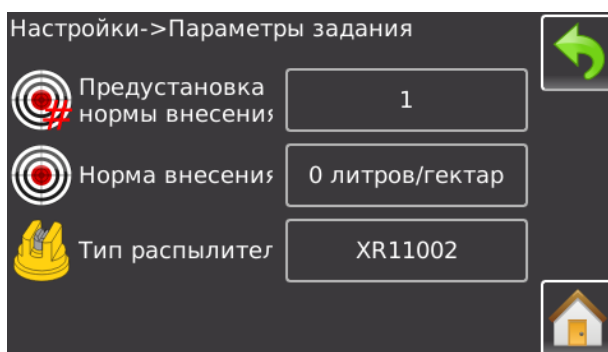 Настройки->Параметры задания
Предустановка
нормы внесения
1
Норма внесения
0 литров/гектар
Тип распылител
XR11002